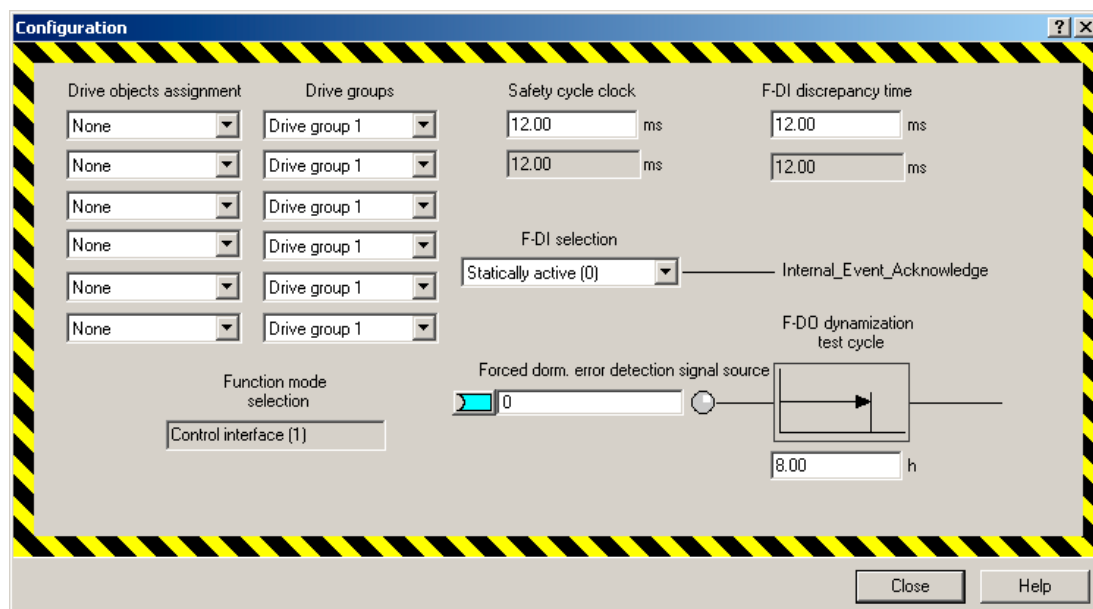 Configuration
Drive objects assignment
Drive groups
Safety cycle clock
F-DI discrepancy time
None
Drive group 1
12.00 ms
12.00 ms
None
Drive group 1
12.00 ms
12.00 ms
None
Drive group 1
F-DI selection
None
Drive group 1
Statically active (0)
Internal_Event_Acknowledge
None
Drive group 1
None
Drive group 1
F-DO dynamization
test cycle
Function mode
selection
Control interface (1)
Forced dorm. error detection signal source
0
8.00 h
Close
Help